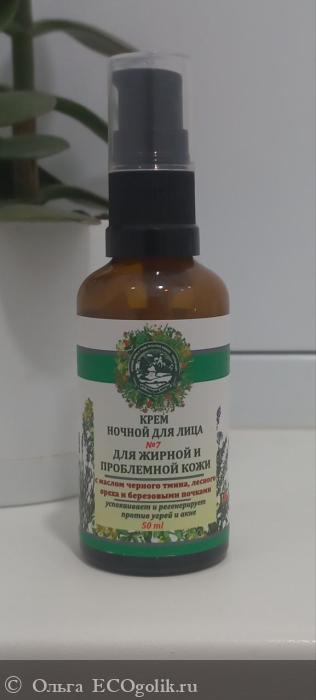 КРЕМ
НОЧНОЙ ДЛЯ ЛИЦА
№7
ДЛЯ ЖИРНОЙ И
ПРОБЛЕМНОЙ КОЖИ
с маслом черного тмина, лесного
ореха и березовыми почками
успокаивает и регенерирует
против угрей и акне
50 ml
© Ольга ECOgolik.ru